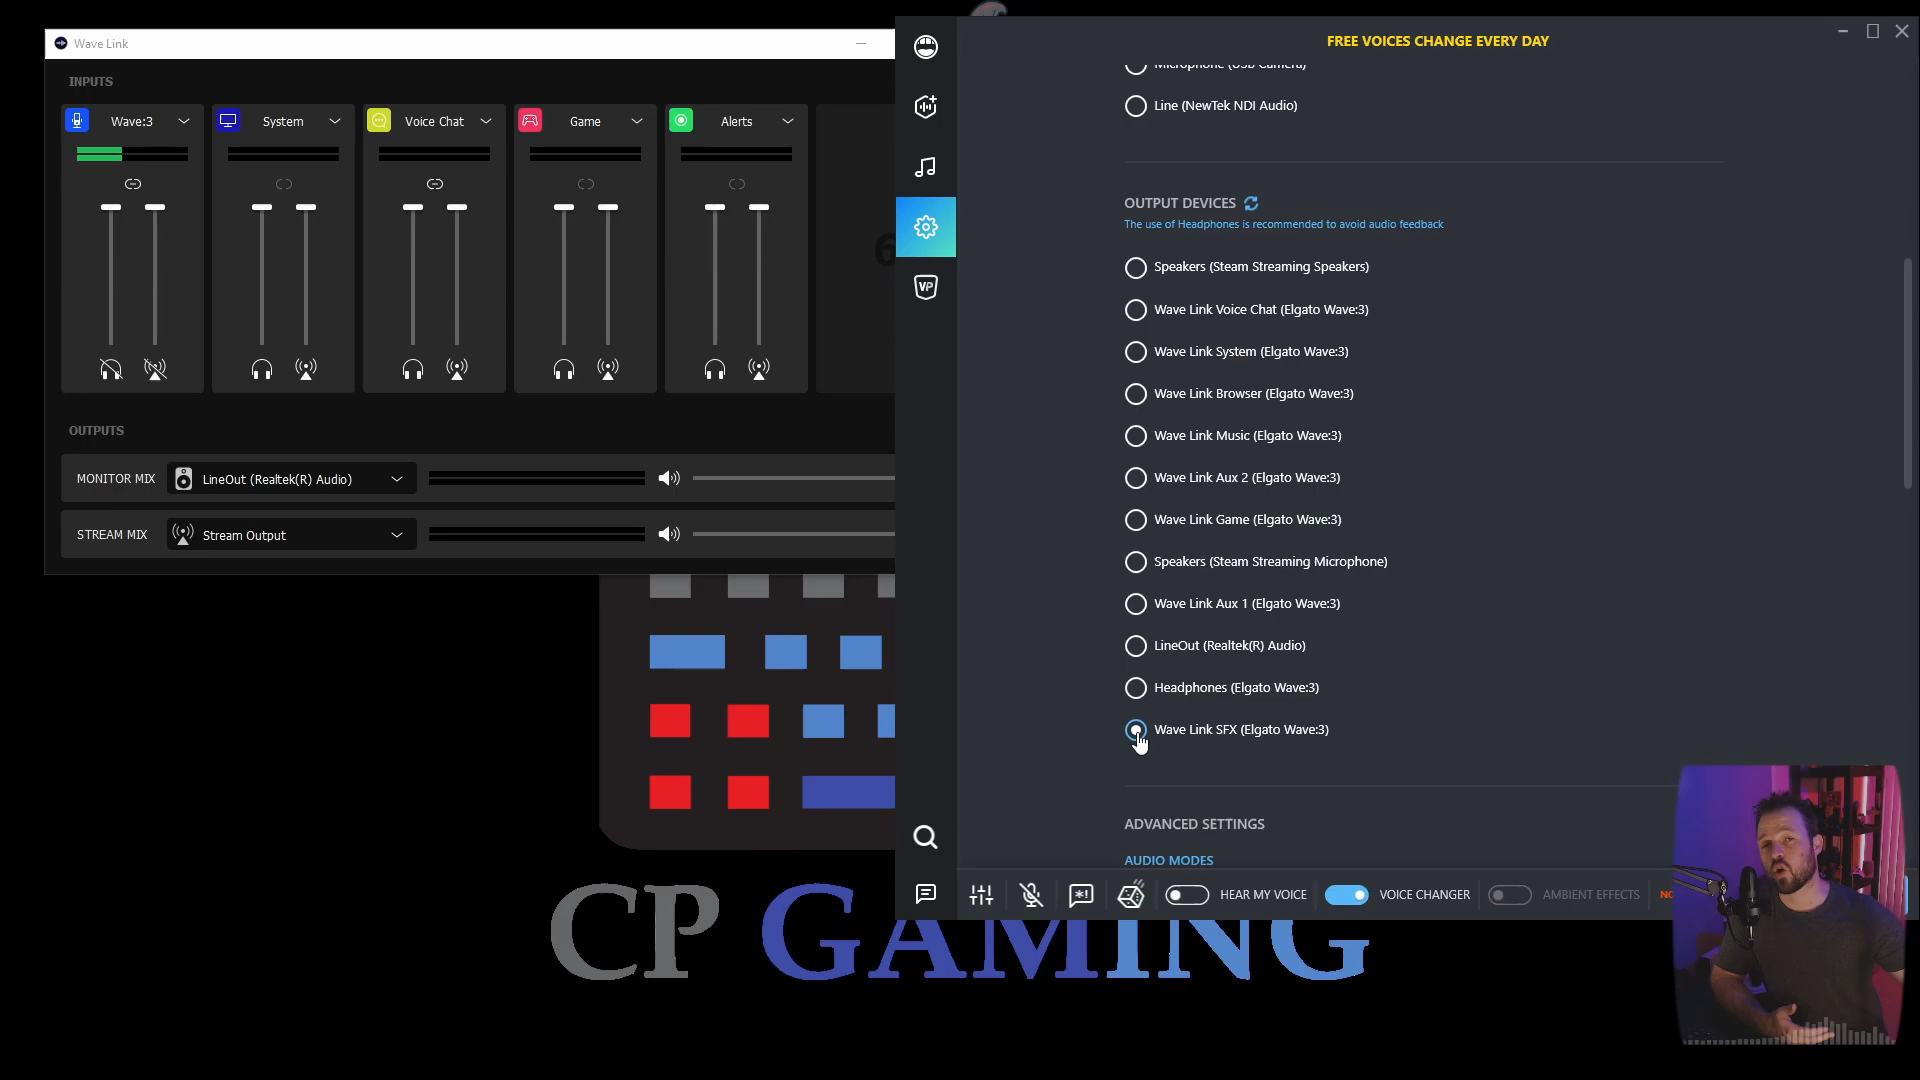 Wave Link
INPUTS
Wave:3
System
Voice Chat
Game
Alerts
6
OUTPUTS
MONITOR MIX
LineOut (Realtek(R) Audio)
STREAM MIX
Stream Output
FREE VOICES CHANGE EVERY DAY
Microphone (USB Camera)
Line (NewTek NDI Audio)
OUTPUT DEVICES
The use of Headphones is recommended to avoid audio feedback
Speakers (Steam Streaming Speakers)
Wave Link Voice Chat (Elgato Wave:3)
Wave Link System (Elgato Wave:3)
Wave Link Browser (Elgato Wave:3)
Wave Link Music (Elgato Wave:3)
Wave Link Aux 2 (Elgato Wave:3)
Wave Link Game (Elgato Wave:3)
Speakers (Steam Streaming Microphone)
Wave Link Aux 1 (Elgato Wave:3)
LineOut (Realtek(R) Audio)
Headphones (Elgato Wave:3)
Wave Link SFX (Elgato Wave:3)
ADVANCED SETTINGS
AUDIO MODES
VP
HEAR MY VOICE
VOICE CHANGER
AMBIENT EFFECTS
CP GAMING